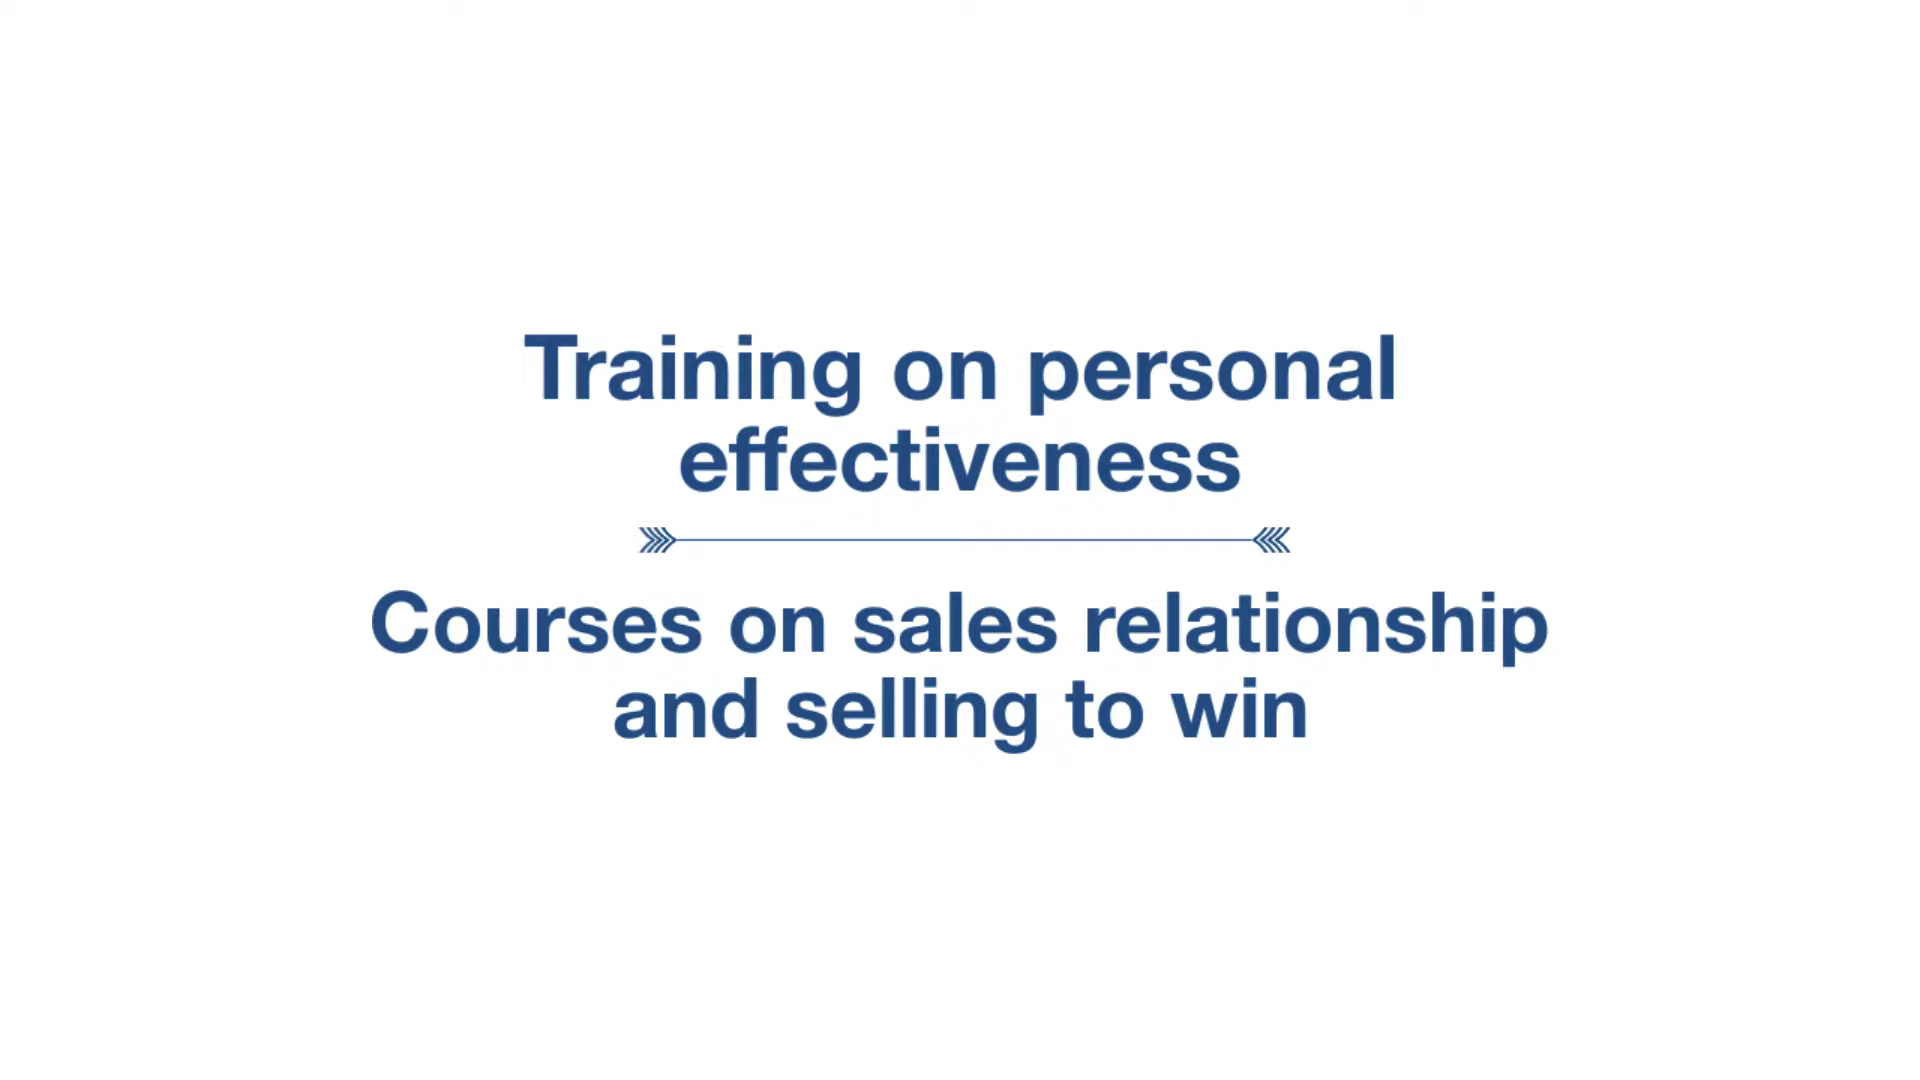 Training on personal
effectiveness
Courses on sales relationship
and selling to win